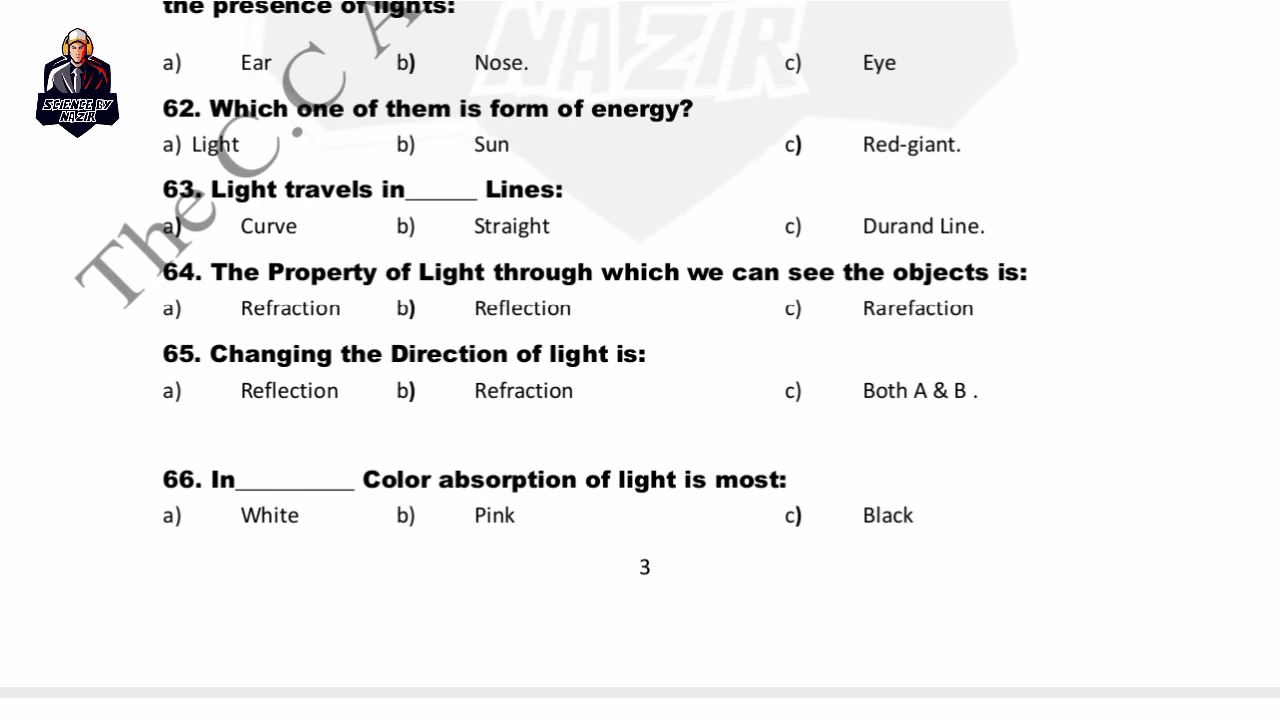 the presence of lights:
a) Ear b) Nose. c) Eye
62. Which one of them is form of energy?
a) Light b) Sun c) Red-giant.
63. Light travels in______ Lines:
a) Curve b) Straight c) Durand Line.
64. The Property of Light through which we can see the objects is:
a) Refraction b) Reflection c) Rarefaction
65. Changing the Direction of light is:
a) Reflection b) Refraction c) Both A & B .
66. In__________ Color absorption of light is most:
a) White b) Pink c) Black
3
SCIENCE BY
NAZIR
NAZIR
The C.C A